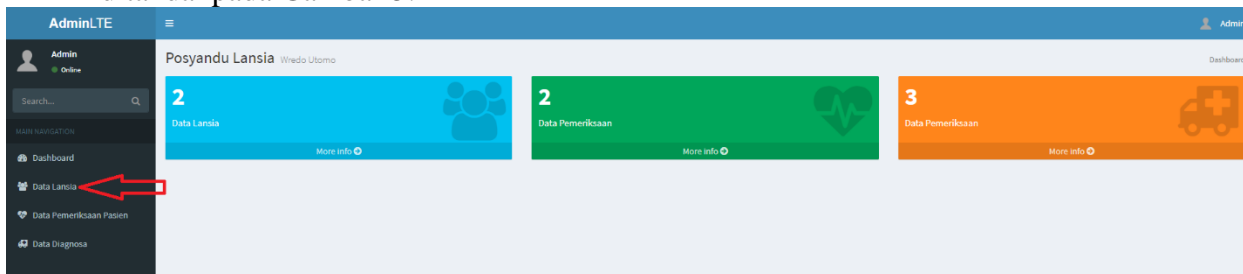 AdminLTE
Admin
Admin
Online
Search...
MAIN NAVIGATION
Dashboard
Data Lansia
Data Pemeriksaan Pasien
Data Diagnosa
Posyandu Lansia Wredo Utomo
Dashboard
2
Data Lansia
More info
2
Data Pemeriksaan
More info
3
Data Pemeriksaan
More info